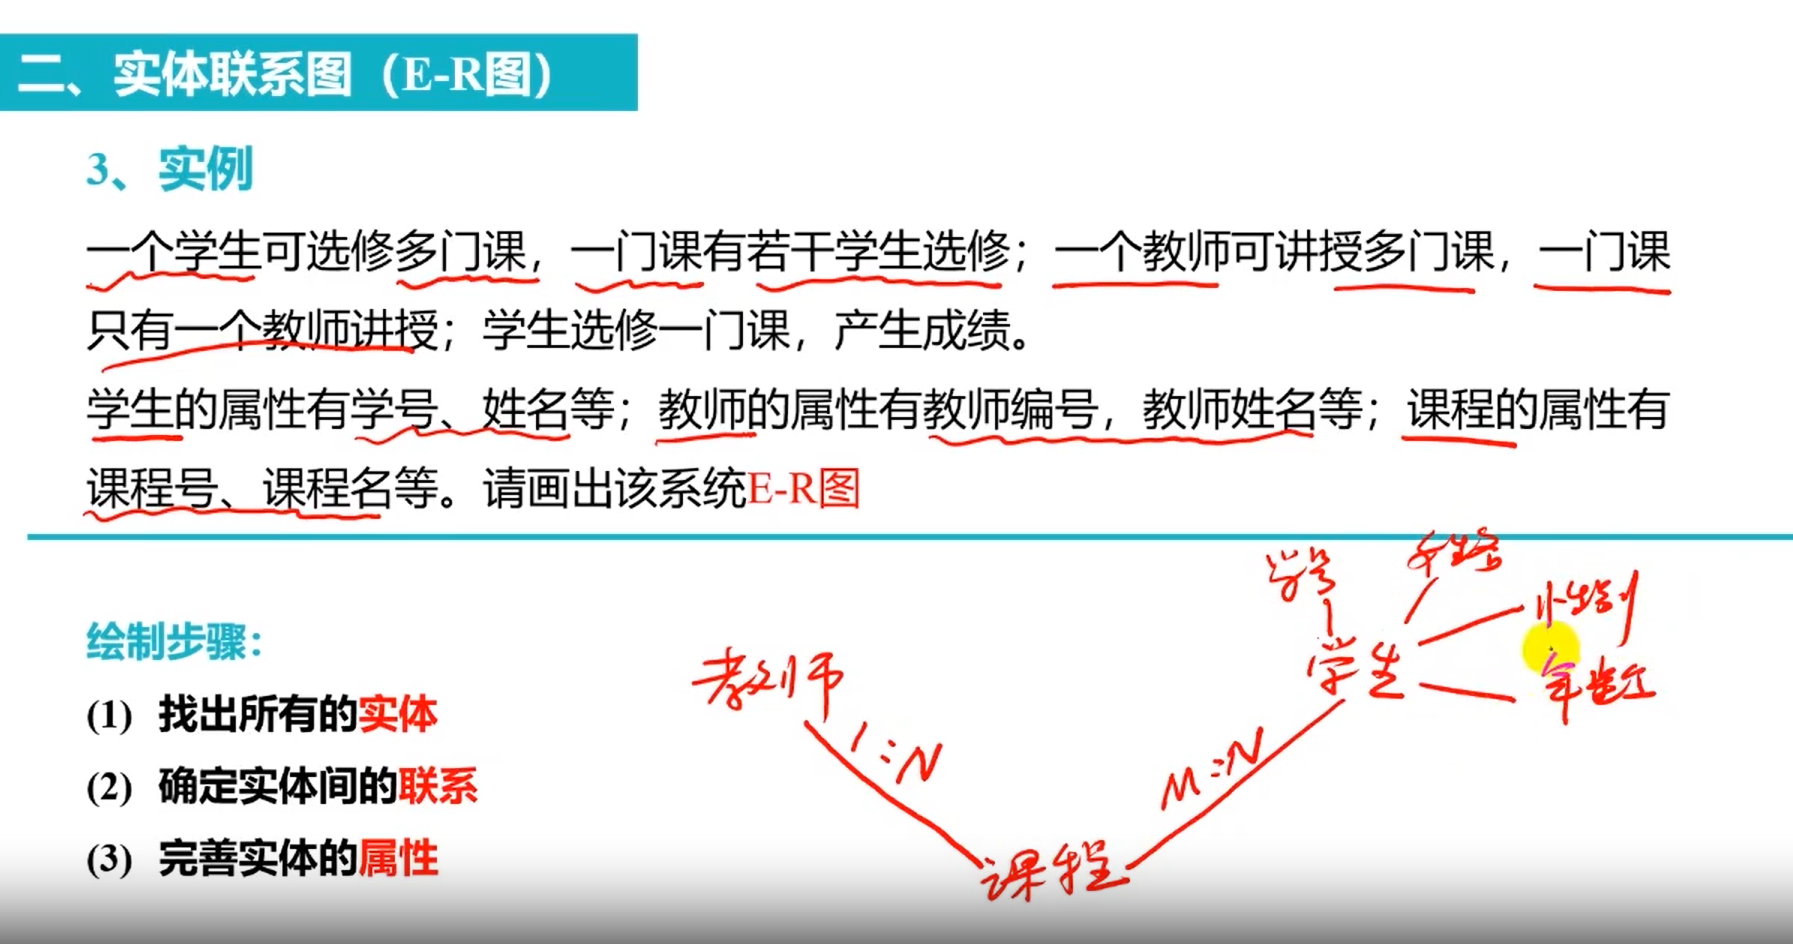 二、实体联系图（E-R图）
3、实例
一个学生可选修多门课，一门课有若干学生选修；一个教师可讲授多门课，一门课
只有一个教师讲授；学生选修一门课，产生成绩。
学生的属性有学号、姓名等；教师的属性有教师编号，教师姓名等；课程的属性有
课程号、课程名等。请画出该系统E-R图
学号
姓名
性别
绘制步骤：
教师
学生
年龄
(1) 找出所有的实体
1:N
M:N
(2) 确定实体间的联系
(3) 完善实体的属性
课程